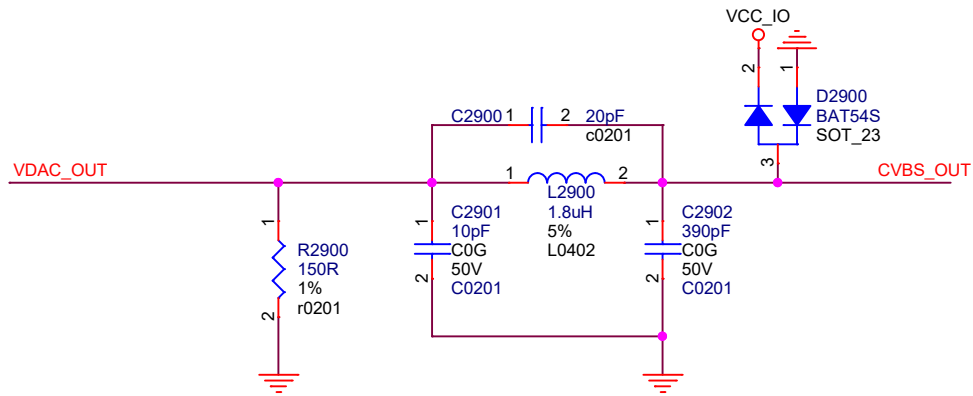 VCC_IO
2
1
D2900
BAT54S
SOT_23
3
C2900
1
2
20pF
c0201
VDAC_OUT
CVBS_OUT
1
2
L2900
1.8uH
5%
L0402
1
R2900
150R
1%
r0201
2
1
C2901
10pF
C0G
50V
C0201
2
1
C2902
390pF
C0G
50V
C0201
2